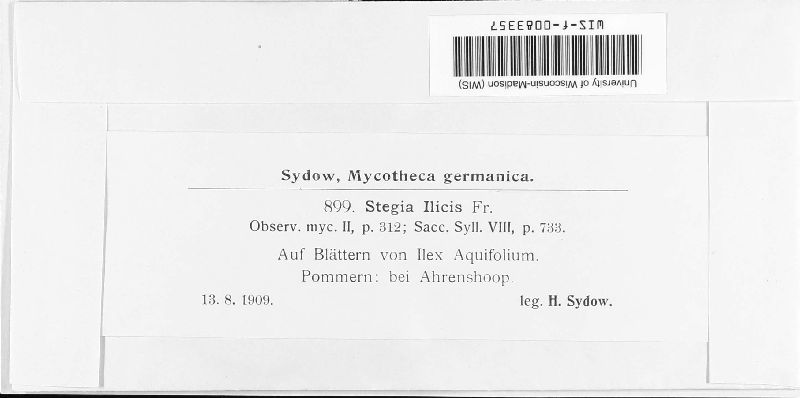 University of Wisconsin-Madison (WIS)
WIS-f-0083357
Sydow, Mycotheca germanica.
899. Stegia Ilicis Fr.
Observ. myc. II, p. 312; Sacc. Syll. VIII, p. 733.
Auf Blättern von Ilex Aquifolium.
Pommern: bei Ahrenshoop.
13. 8. 1909. leg. H. Sydow.